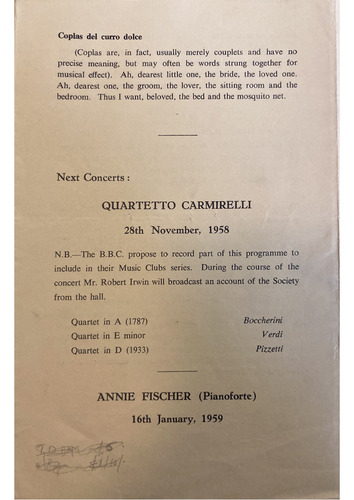 Coplas del curro dolce
(Coplas are, in fact, usually merely couplets and have no
precise meaning, but may often be words strung together for
musical effect). Ah, dearest little one, the bride, the loved one.
Ah, dearest one, the groom, the lover, the sitting room and the
bedroom. Thus I want, beloved, the bed and the mosquito net.
Next Concerts :
QUARTETTO CARMIRELLI
28th November, 1958
N.B.—The B.B.C. propose to record part of this programme to
include in their Music Clubs series. During the course of the
concert Mr. Robert Irwin will broadcast an account of the Society
from the hall.
Quartet in A (1787) Boccherini
Quartet in E minor Verdi
Quartet in D (1933) Pizzetti
ANNIE FISCHER (Pianoforte)
16th January, 1959